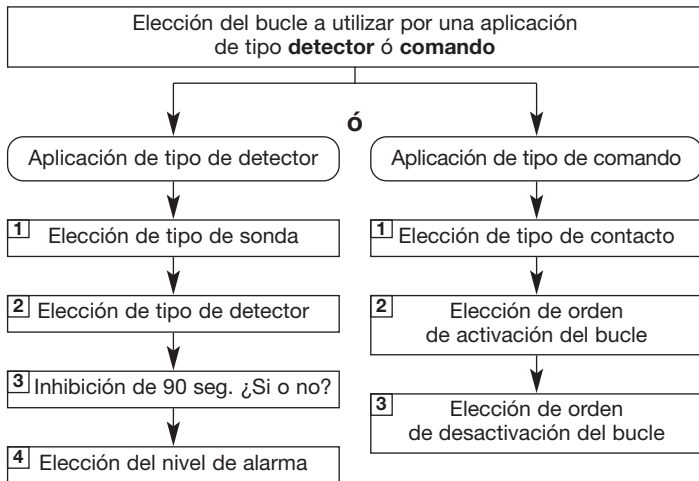 Elección del bucle a utilizar por una aplicación
de tipo detector ó comando
ó
Aplicación de tipo de detector
1 Elección de tipo de sonda
2 Elección de tipo de detector
3 Inhibición de 90 seg. ¿Si o no?
4 Elección del nivel de alarma
Aplicación de tipo de comando
1 Elección de tipo de contacto
2 Elección de orden
de activación del bucle
3 Elección de orden
de desactivación del bucle